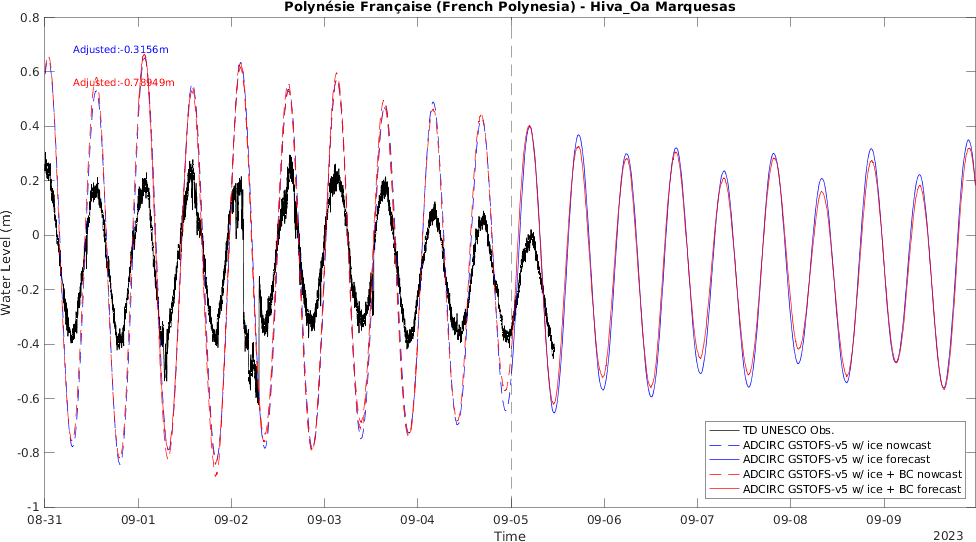 Polynésie Française (French Polynesia) - Hiva_Oa Marquesas
Adjusted:-0.3156m
Adjusted:-0.78949m
Water Level (m)
0.8
0.6
0.4
0.2
0
-0.2
-0.4
-0.6
-0.8
-1
TD UNESCO Obs.
ADCIRC GSTOFS-v5 w/ ice nowcast
ADCIRC GSTOFS-v5 w/ ice forecast
ADCIRC GSTOFS-v5 w/ ice + BC nowcast
ADCIRC GSTOFS-v5 w/ ice + BC forecast
08-31 09-01 09-02 09-03 09-04 09-05 09-06 09-07 09-08 09-09
Time
2023